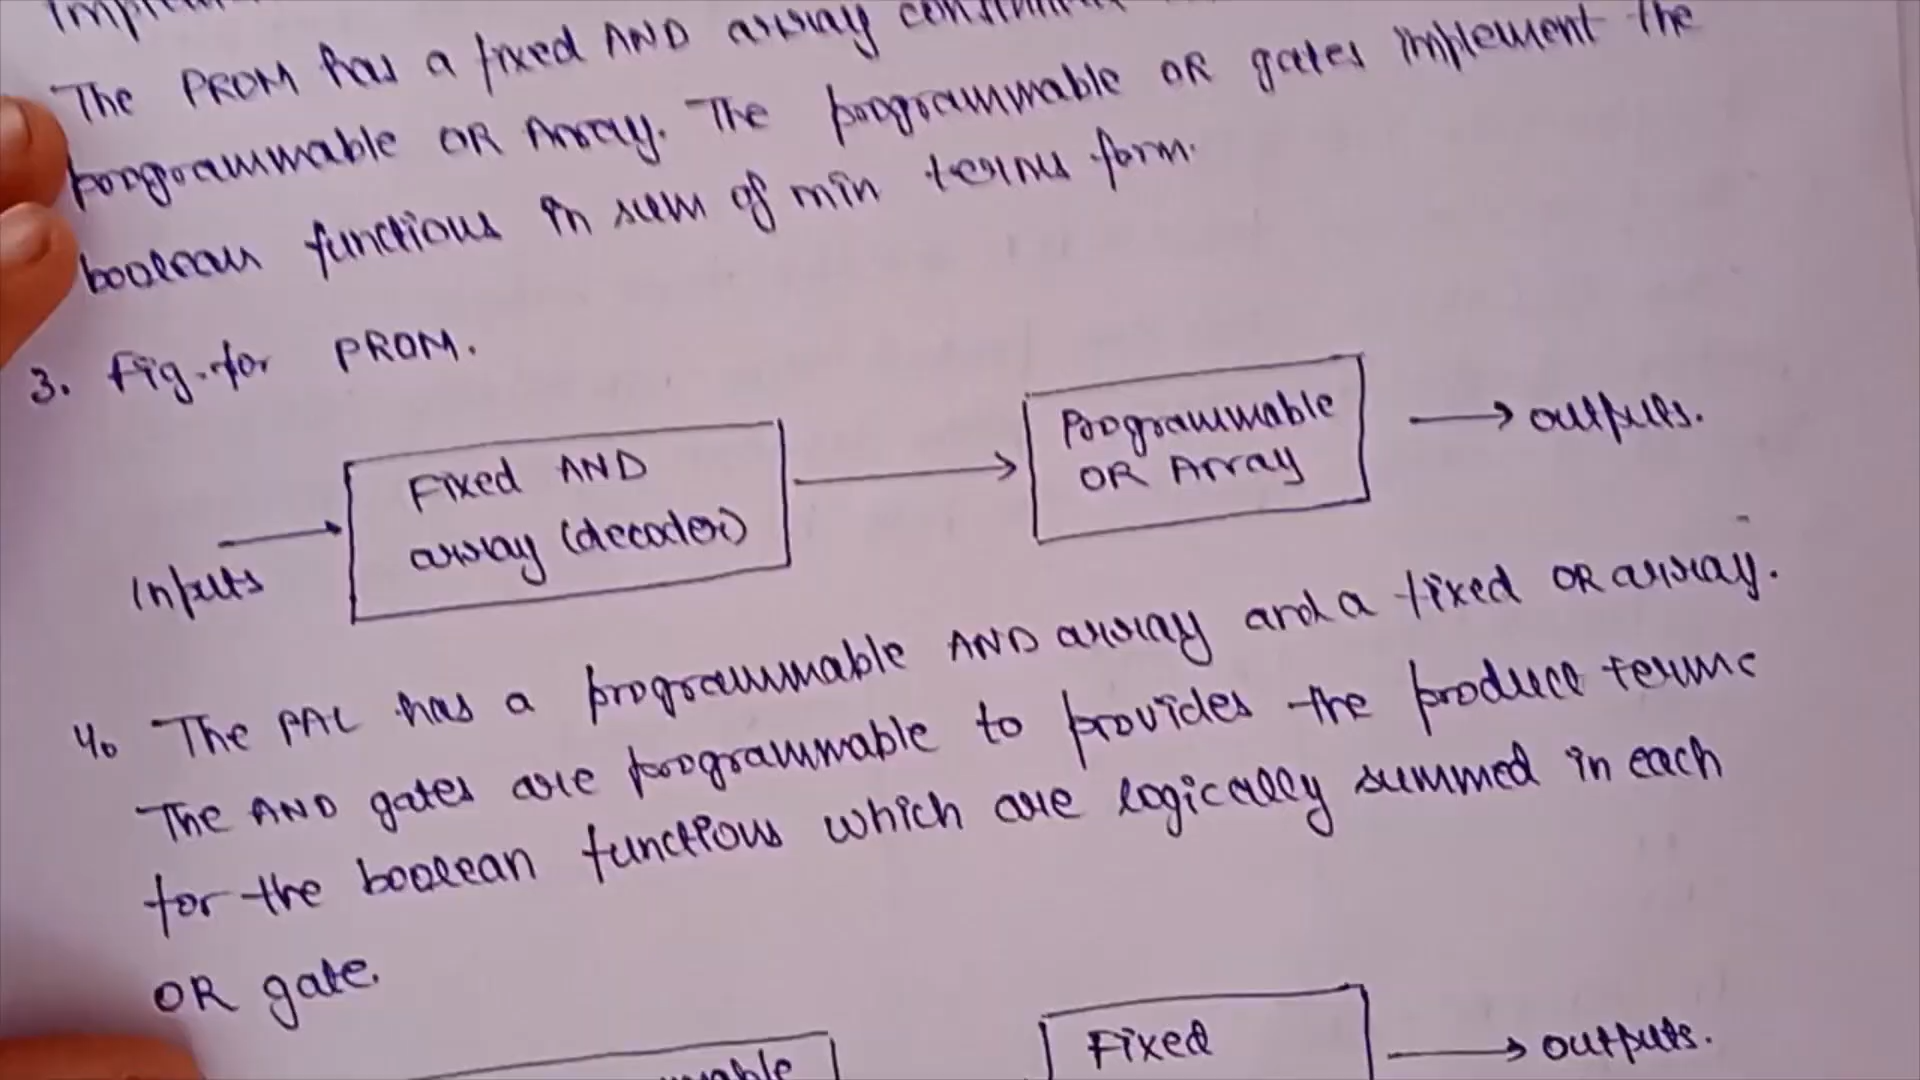 The PROM has a fixed AND array
programmable OR Array. The programmable OR gates implement the
boolean functions in sum of min terms form.
3. Fig. for PROM.
Inputs
Fixed AND
array (decoder)
Programmable
OR Array
outputs.
4. The PAL has a programmable AND array and a fixed OR array.
The AND gates are programmable to provides the produce terms
for the boolean functions which are logically summed in each
OR gate.
Fixed
outputs.